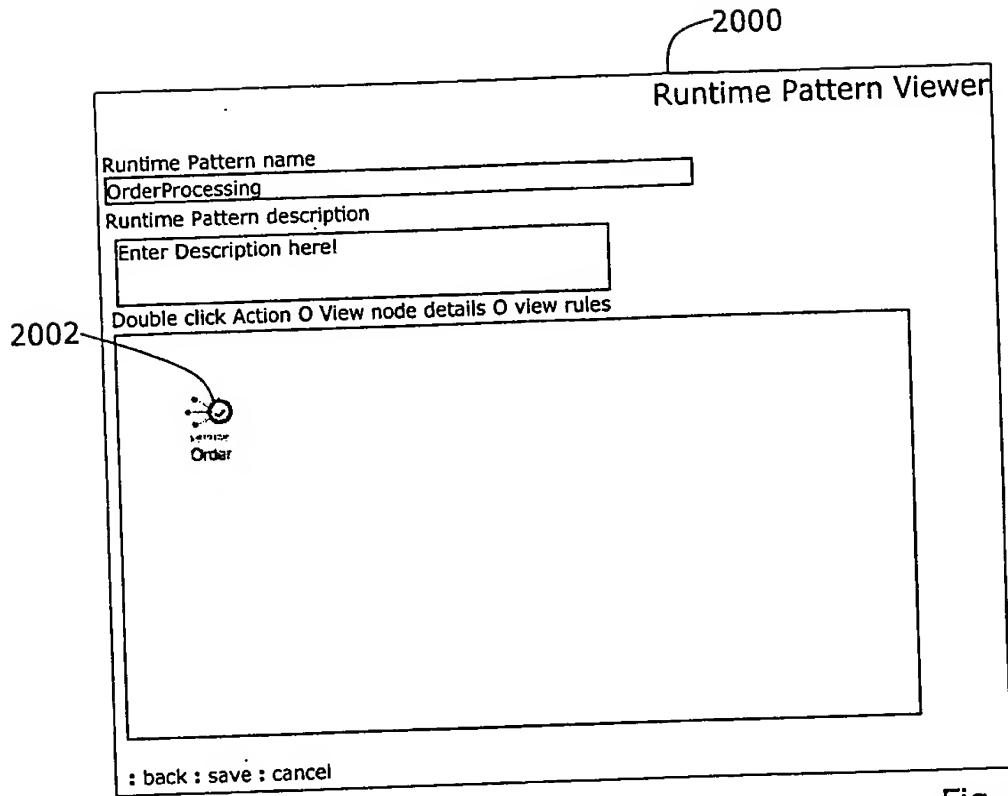 2000
Runtime Pattern Viewer
Runtime Pattern name
OrderProcessing
Runtime Pattern description
Enter Description here!
Double click Action O View node details O view rules
2002
Order
: back : save : cancel